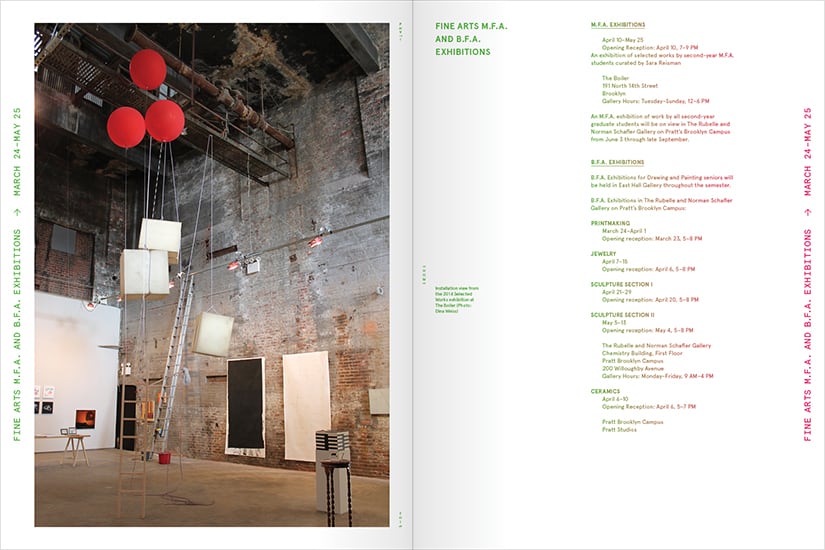 FINE ARTS M.F.A. AND B.F.A. EXHIBITIONS → MARCH 24–MAY 25
FINE ARTS M.F.A.
AND B.F.A.
EXHIBITIONS
Installation view from
the 2014 Selected
Works exhibition at
The Boiler (Photo:
Dina Weiss)
M.F.A. EXHIBITIONS
April 10–May 25
Opening Reception: April 10, 7–9 PM
An exhibition of selected works by second-year M.F.A.
students curated by Sara Reisman
The Boiler
191 North 14th Street
Brooklyn
Gallery Hours: Tuesday–Sunday, 12–6 PM
An M.F.A. exhibition of work by all second-year
graduate students will be on view in The Rubelle and
Norman Schafler Gallery on Pratt's Brooklyn Campus
from June 2 through late September.
B.F.A. EXHIBITIONS
B.F.A. Exhibitions for Drawing and Painting seniors will
be held in East Hall Gallery throughout the semester.
B.F.A. Exhibitions in The Rubelle and Norman Schafler
Gallery on Pratt's Brooklyn Campus:
PRINTMAKING
March 24–April 1
Opening reception: March 23, 5–8 PM
JEWELRY
April 7–15
Opening reception: April 6, 5–8 PM
SCULPTURE SECTION I
April 21–29
Opening reception: April 20, 5–8 PM
SCULPTURE SECTION II
May 5–13
Opening reception: May 4, 5–8 PM
The Rubelle and Norman Schafler Gallery
Chemistry Building, First Floor
Pratt Brooklyn Campus
200 Willoughby Avenue
Gallery Hours: Monday–Friday, 9 AM–4 PM
CERAMICS
April 6–10
Opening Reception: April 6, 5–7 PM
Pratt Brooklyn Campus
Pratt Studios
FINE ARTS M.F.A. AND B.F.A. EXHIBITIONS → MARCH 24–MAY 25